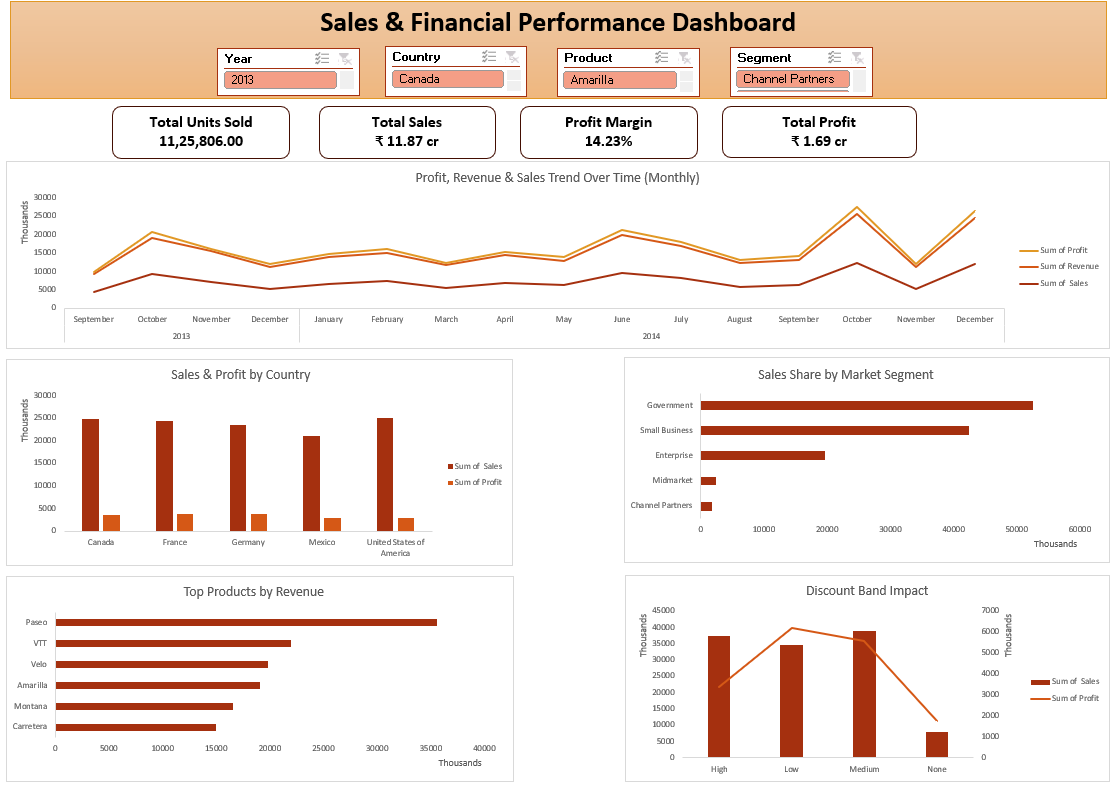 Sales & Financial Performance Dashboard
Year
2013
Country
Canada
Product
Amarilla
Segment
Channel Partners
Total Units Sold
11,25,806.00
Total Sales
₹ 11.87 cr
Profit Margin
14.23%
Total Profit
₹ 1.69 cr
Profit, Revenue & Sales Trend Over Time (Monthly)
Thousands
30000
25000
20000
15000
10000
5000
0
September October November December January February March April May June July August September October November December
2013 2014
Sum of Profit
Sum of Revenue
Sum of Sales
Sales & Profit by Country
Thousands
30000
25000
20000
15000
10000
5000
0
Canada France Germany Mexico United States of
America
Sum of Sales
Sum of Profit
Sales Share by Market Segment
Government
Small Business
Enterprise
Midmarket
Channel Partners
0 10000 20000 30000 40000 50000 60000
Thousands
Top Products by Revenue
Paseo
VTT
Velo
Amarilla
Montana
Carretera
0 5000 10000 15000 20000 25000 30000 35000 40000
Thousands
Discount Band Impact
Thousands
45000
40000
35000
30000
25000
20000
15000
10000
5000
0
High Low Medium None
7000
6000
5000
4000
3000
2000
1000
0
Thousands
Sum of Sales
Sum of Profit